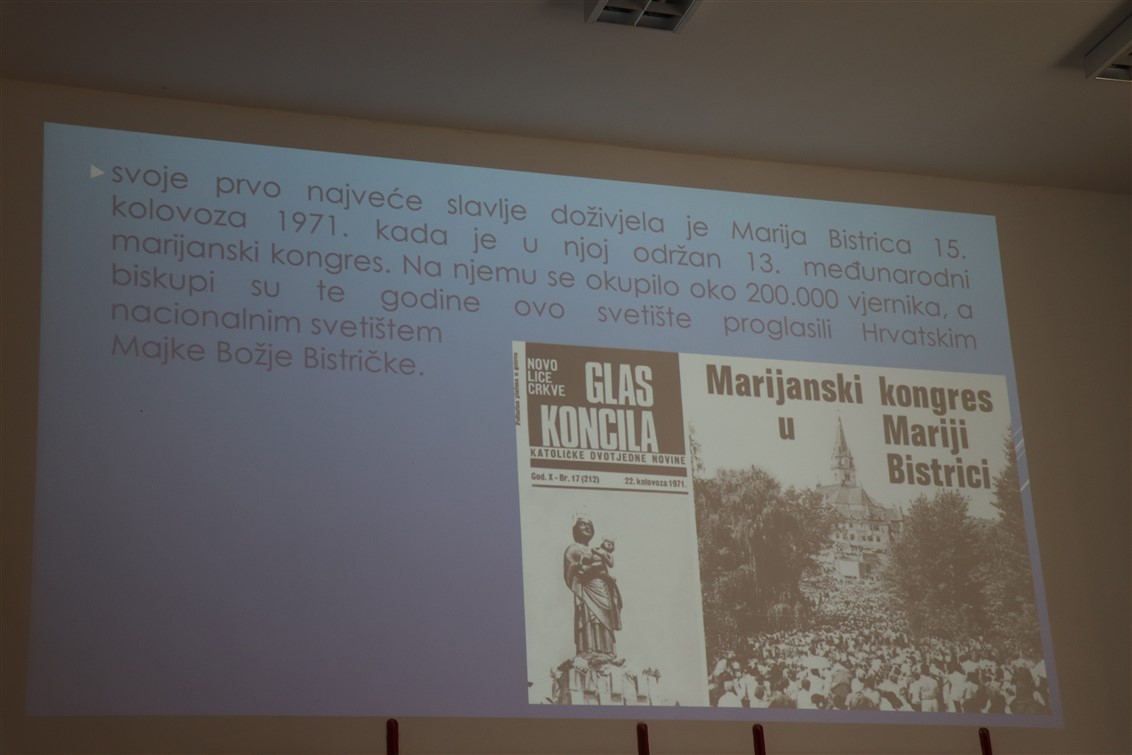 svoje prvo najveće slavlje doživjela je Marija Bistrica 15.
kolovoza 1971. kada je u njoj održan 13. međunarodni
marijanski kongres. Na njemu se okupilo oko 200.000 vjernika, a
biskupi su te godine ovo svetište proglasili Hrvatskim
nacionalnim svetištem
Majke Božje Bistričke.
NOVO
LICE
CRKVE
GLAS
KONCILA
KATOLIČKE DVOTJEDNE NOVINE
God. X - Br. 17 (212) 22. kolovoza 1971.
Marijanski kongres
u Mariji
Bistrici